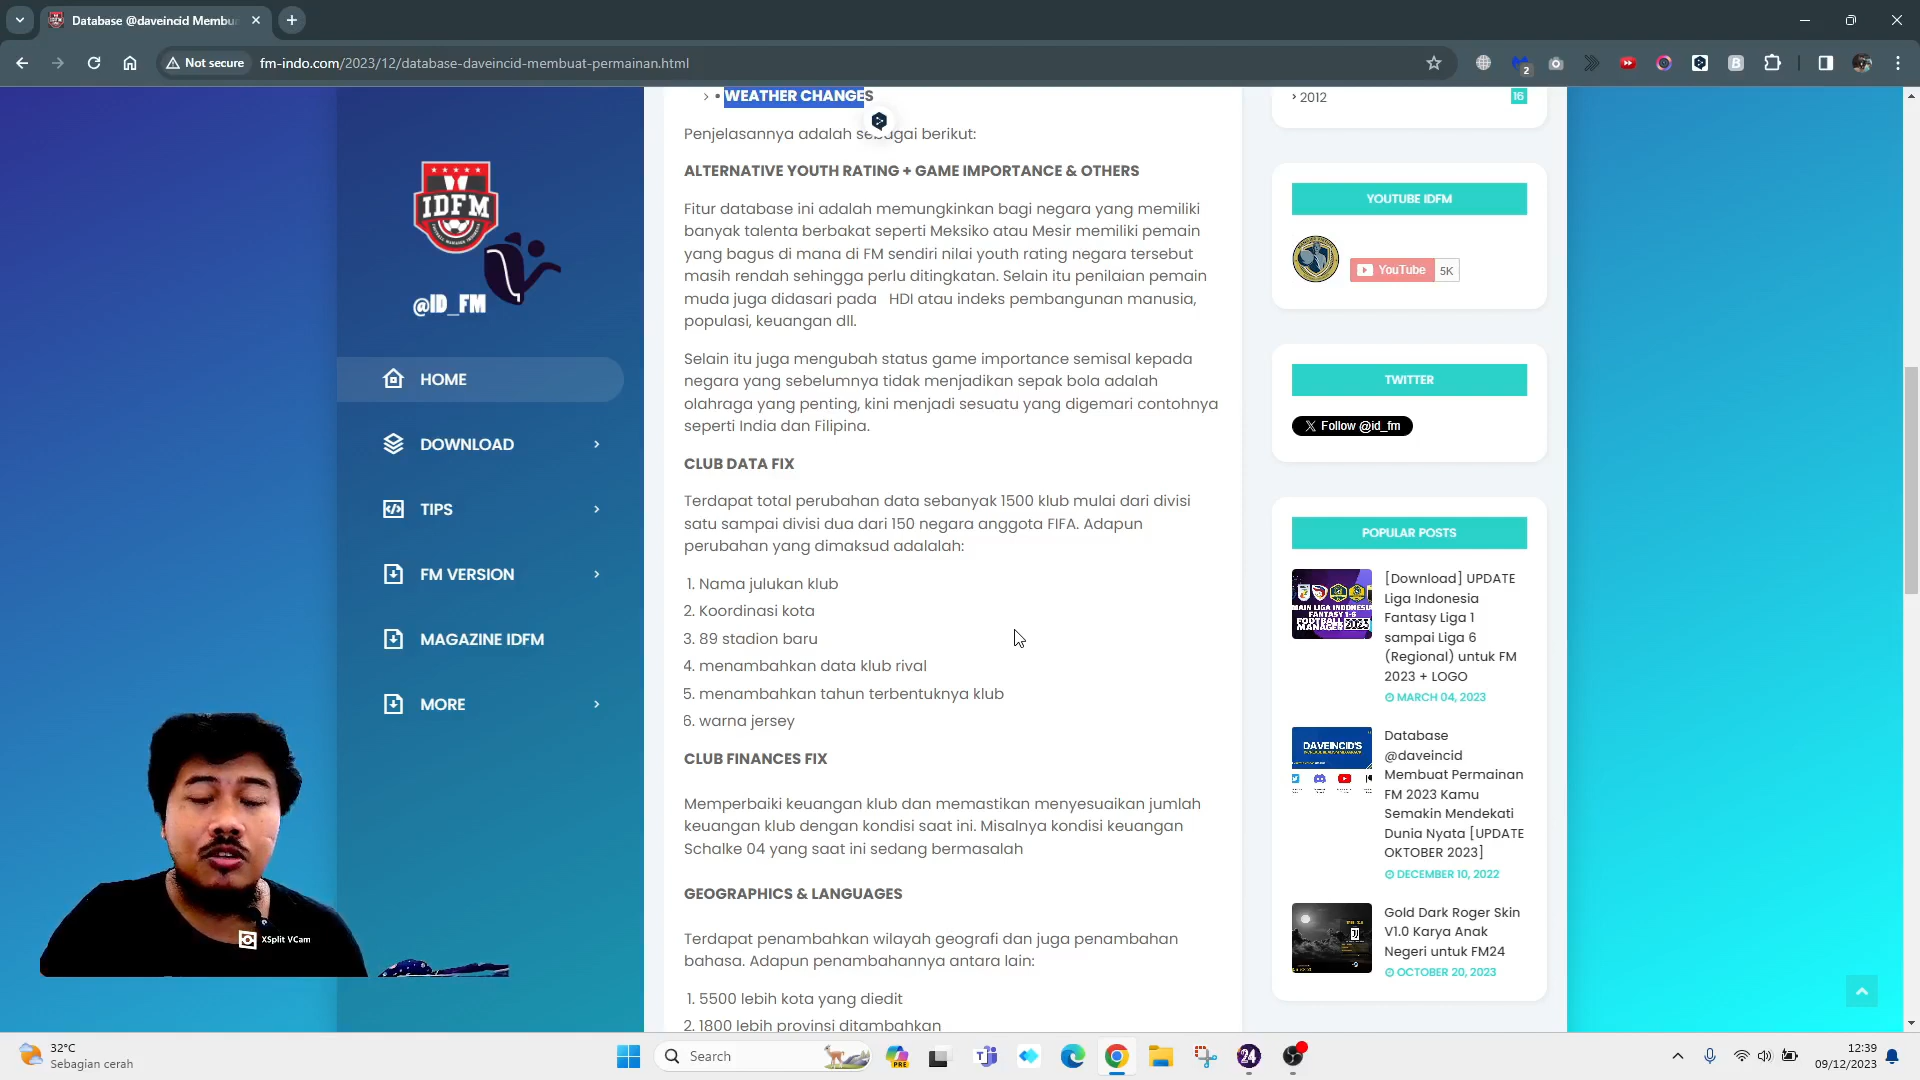 Database @daveincid Membu
Not secure
fm-indo.com/2023/12/database-daveincid-membuat-permainan.html
2
B
IDFM
@ID_FM
HOME
DOWNLOAD
TIPS
FM VERSION
MAGAZINE IDFM
MORE
XSplit VCam
› • WEATHER CHANGES
Penjelasannya adalah sebagai berikut:
ALTERNATIVE YOUTH RATING + GAME IMPORTANCE & OTHERS
Fitur database ini adalah memungkinkan bagi negara yang memiliki
banyak talenta berbakat seperti Meksiko atau Mesir memiliki pemain
yang bagus di mana di FM sendiri nilai youth rating negara tersebut
masih rendah sehingga perlu ditingkatan. Selain itu penilaian pemain
muda juga didasari pada HDI atau indeks pembangunan manusia,
populasi, keuangan dll.
Selain itu juga mengubah status game importance semisal kepada
negara yang sebelumnya tidak menjadikan sepak bola adalah
olahraga yang penting, kini menjadi sesuatu yang digemari contohnya
seperti India dan Filipina.
CLUB DATA FIX
Terdapat total perubahan data sebanyak 1500 klub mulai dari divisi
satu sampai divisi dua dari 150 negara anggota FIFA. Adapun
perubahan yang dimaksud adalalah:
1. Nama julukan klub
2. Koordinasi kota
3. 89 stadion baru
4. menambahkan data klub rival
5. menambahkan tahun terbentuknya klub
6. warna jersey
CLUB FINANCES FIX
Memperbaiki keuangan klub dan memastikan menyesuaikan jumlah
keuangan klub dengan kondisi saat ini. Misalnya kondisi keuangan
Schalke 04 yang saat ini sedang bermasalah
GEOGRAPHICS & LANGUAGES
Terdapat penambahkan wilayah geografi dan juga penambahan
bahasa. Adapun penambahannya antara lain:
1. 5500 lebih kota yang diedit
2. 1800 lebih provinsi ditambahkan
› 2012
16
YOUTUBE IDFM
YouTube 5K
TWITTER
X Follow @id_fm
POPULAR POSTS
MAIN LIGA INDONESIA
FANTASY 1-6
FOOTBALL
MANAGER 2023
[Download] UPDATE
Liga Indonesia
Fantasy Liga 1
sampai Liga 6
(Regional) untuk FM
2023 + LOGO
MARCH 04, 2023
DAVEINCID'S
Database
@daveincid
Membuat Permainan
FM 2023 Kamu
Semakin Mendekati
Dunia Nyata [UPDATE
OKTOBER 2023]
DECEMBER 10, 2022
Gold Dark Roger Skin
V1.0 Karya Anak
Negeri untuk FM24
OCTOBER 20, 2023
32°C
Sebagian cerah
Search
PRE
24
12:39
09/12/2023